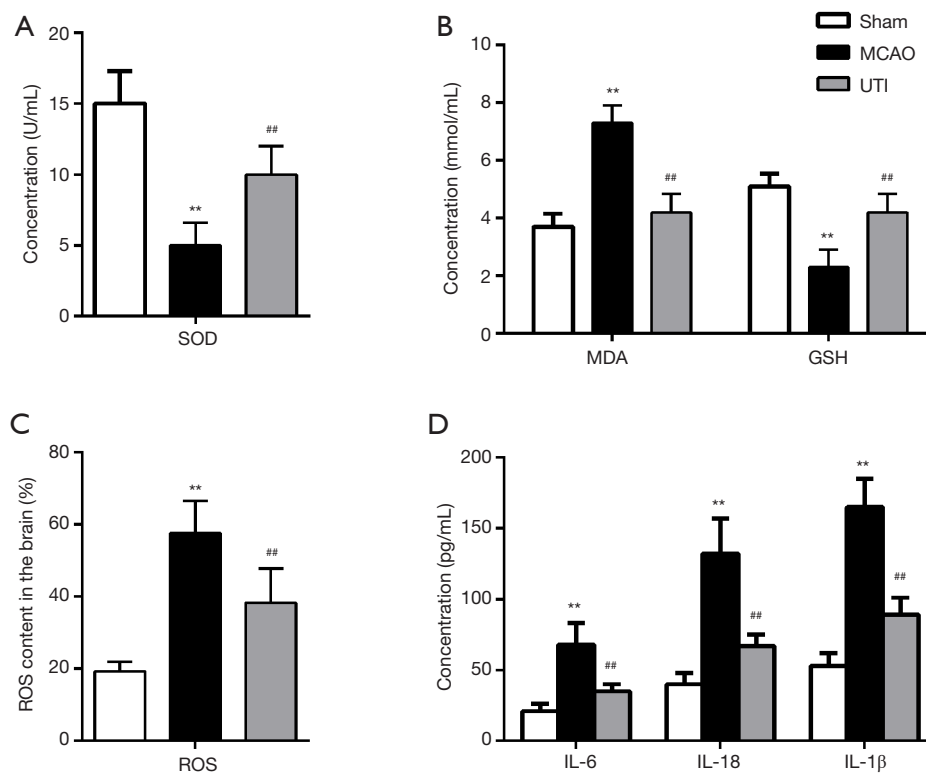 A
Concentration (U/mL)
20
15
10
5
0
**
##
SOD
B
Sham
MCAO
UTI
Concentration (mmol/mL)
10
8
6
4
2
0
**
##
**
##
MDA GSH
C
ROS content in the brain (%)
80
60
40
20
0
**
##
ROS
D
Concentration (pg/mL)
200
150
100
50
0
**
##
**
##
**
##
IL-6 IL-18 IL-1β